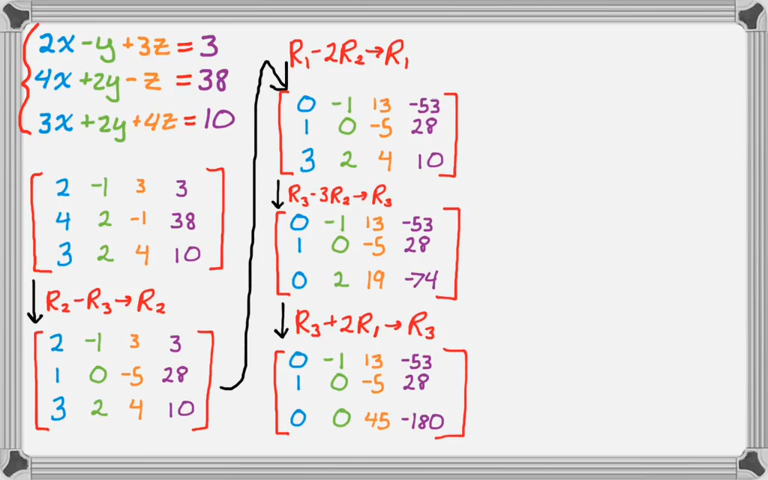 2x - y + 3z = 3
4x + 2y - z = 38
3x + 2y + 4z = 10
2 -1 3 3
4 2 -1 38
3 2 4 10
R₂ - R₃ → R₂
2 -1 3 3
1 0 -5 28
3 2 4 10
R₁ - 2R₂ → R₁
0 -1 13 -53
1 0 -5 28
3 2 4 10
R₃ - 3R₂ → R₃
0 -1 13 -53
1 0 -5 28
0 2 19 -74
R₃ + 2R₁ → R₃
0 -1 13 -53
1 0 -5 28
0 0 45 -180